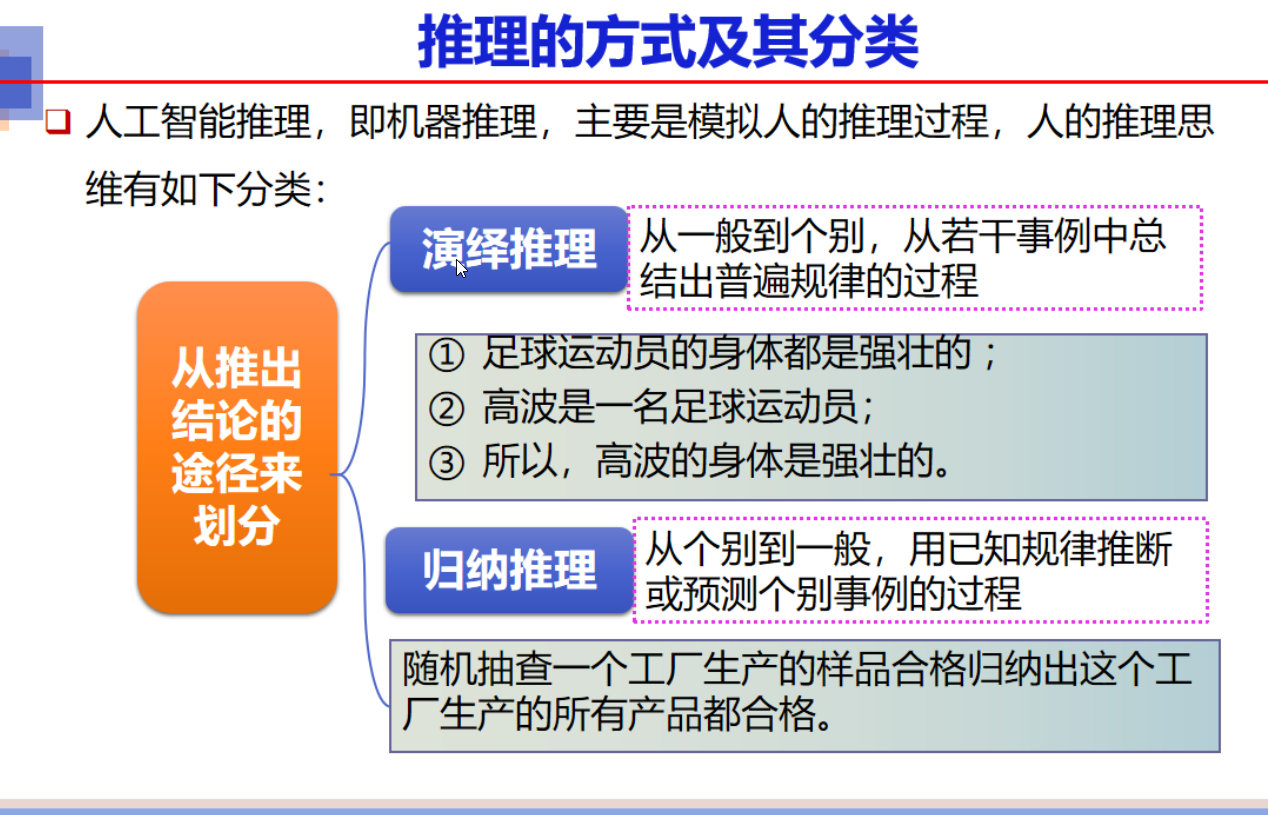 推理的方式及其分类
人工智能推理，即机器推理，主要是模拟人的推理过程，人的推理思
维有如下分类：
从推出
结论的
途径来
划分
演绎推理
从一般到个别，从若干事例中总
结出普遍规律的过程
① 足球运动员的身体都是强壮的；
② 高波是一名足球运动员；
③ 所以，高波的身体是强壮的。
归纳推理
从个别到一般，用已知规律推断
或预测个别事例的过程
随机抽查一个工厂生产的样品合格归纳出这个工
厂生产的所有产品都合格。